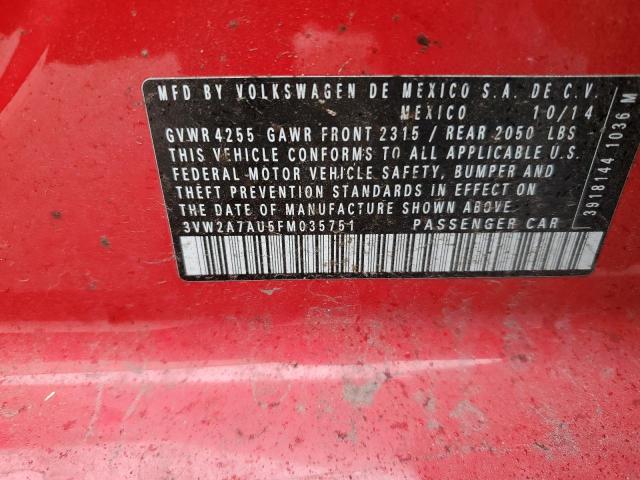 MFD BY VOLKSWAGEN DE MEXICO S.A. DE C.V.
MEXICO 10/14
GVWR 4255 GAWR FRONT 2315 / REAR 2050 LBS
THIS VEHICLE CONFORMS TO ALL APPLICABLE U.S.
FEDERAL MOTOR VEHICLE SAFETY, BUMPER AND
THEFT PREVENTION STANDARDS IN EFFECT ON
THE DATE OF MANUFACTURE SHOWN ABOVE.
3VW2A7AU5FM035751 PASSENGER CAR
3918144 1036 M